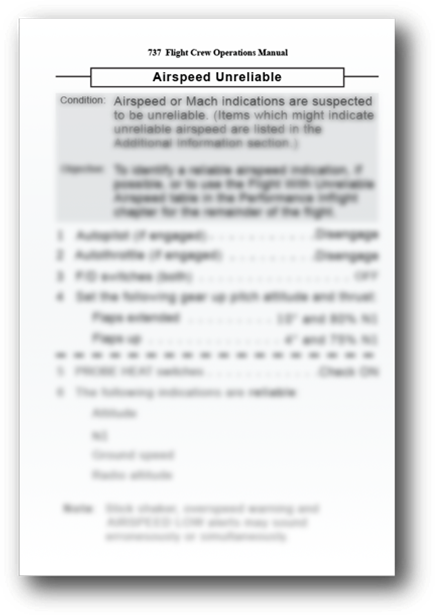 737 Flight Crew Operations Manual
Airspeed Unreliable
Condition: Airspeed or Mach indications are suspected
to be unreliable. (Items which might indicate
unreliable airspeed are listed in the
Additional Information section.)
Objective: To identify a reliable airspeed indication, if
possible, or to use the Flight With Unreliable
Airspeed table in the Performance Inflight
chapter for the remainder of the flight.
1 Autopilot (if engaged) . . . . . . . . . . Disengage
2 Autothrottle (if engaged) . . . . . . . . . Disengage
3 F/D switches (both) . . . . . . . . . . . . . . . . OFF
4 Set the following gear up pitch attitude and thrust:
Flaps extended . . . . . . . . . . 10° and 80% N1
Flaps up . . . . . . . . . . . . . . . 4° and 75% N1
5 PROBE HEAT switches . . . . . . . . . . . . Check ON
6 The following indications are reliable:
Attitude
N1
Ground speed
Radio altitude
Note: Stick shaker, overspeed warning and
AIRSPEED LOW alerts may sound
erroneously or simultaneously.